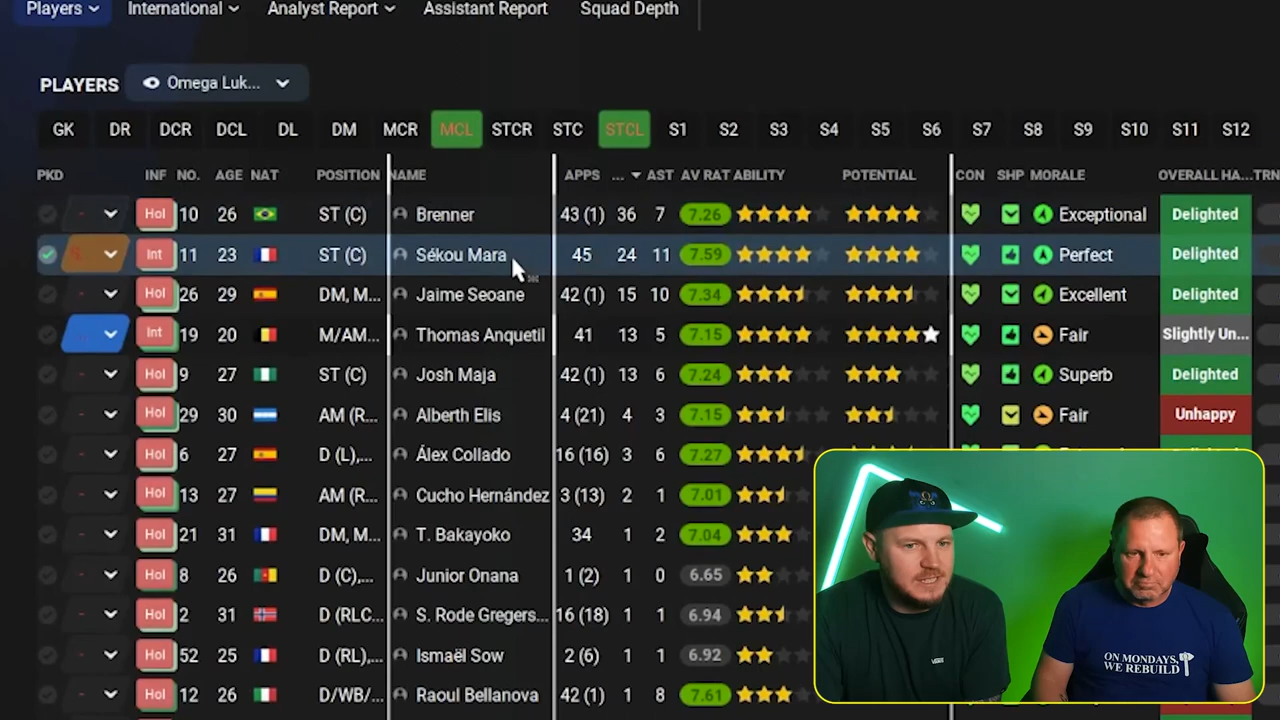 Players International Analyst Report Assistant Report Squad Depth
PLAYERS Omega Luk...
GK DR DCR DCL DL DM MCR MCL STCR STC STCL S1 S2 S3 S4 S5 S6 S7 S8 S9 S10 S11 S12
PKD INF NO. AGE NAT POSITION NAME APPS ... AST AV RAT ABILITY POTENTIAL CON SHP MORALE OVERALL HA... TRN
- Hol 10 26 ST (C) Brenner 43 (1) 36 7 7.26 Exceptional Delighted
Int 11 23 ST (C) Sékou Mara 45 24 11 7.59 Perfect Delighted
- Hol 26 29 DM, M... Jaime Seoane 42 (1) 15 10 7.34 Excellent Delighted
Int 19 20 M/AM... Thomas Anquetil 41 13 5 7.15 Fair Slightly Un...
- Hol 9 27 ST (C) Josh Maja 42 (1) 13 6 7.24 Superb Delighted
- Hol 29 30 AM (R... Alberth Elis 4 (21) 4 3 7.15 Fair Unhappy
- Hol 6 27 D (L),... Álex Collado 16 (16) 3 6 7.27
- Hol 13 27 AM (R... Cucho Hernández 3 (13) 2 1 7.01
- Hol 21 31 DM, M... T. Bakayoko 34 1 2 7.04
- Hol 8 26 D (C),... Junior Onana 1 (2) 1 0 6.65
- Hol 2 31 D (RLC... S. Rode Gregers... 16 (18) 1 1 6.94
- Hol 52 25 D (RL),... Ismaël Sow 2 (6) 1 1 6.92
- Hol 12 26 D/WB/... Raoul Bellanova 42 (1) 1 8 7.61
VANS
ON MONDAYS,
WE REBUILD